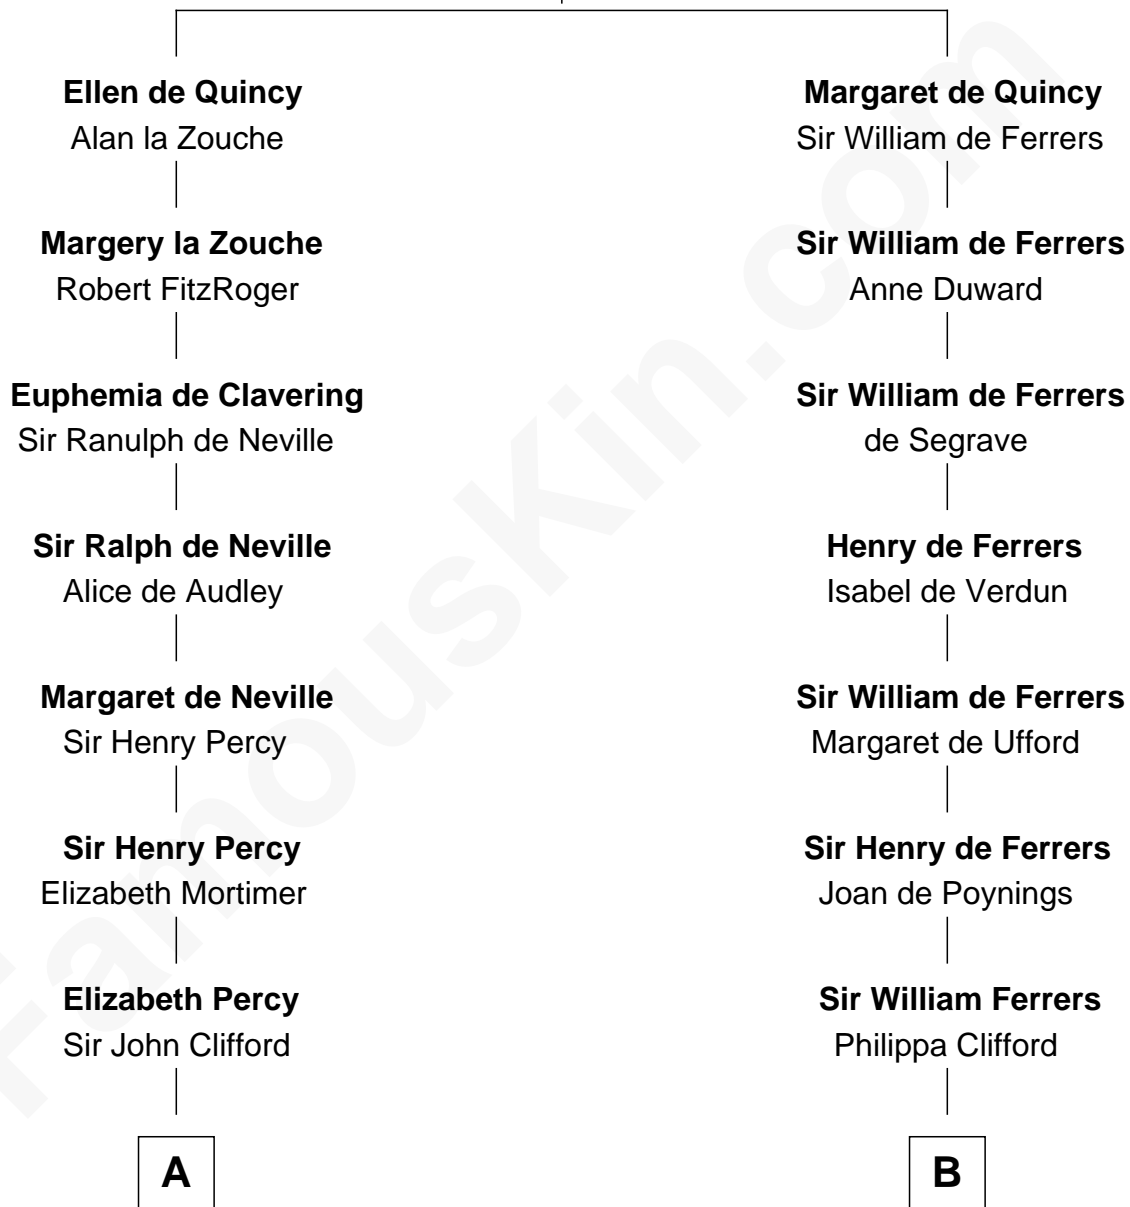 Ellen de Quincy
Alan la Zouche
Margery la Zouche
Robert FitzRoger
Euphemia de Clavering
Sir Ranulph de Neville
Sir Ralph de Neville
Alice de Audley
Margaret de Neville
Sir Henry Percy
Sir Henry Percy
Elizabeth Mortimer
Elizabeth Percy
Sir John Clifford
A
Margaret de Quincy
Sir William de Ferrers
Sir William de Ferrers
Anne Duward
Sir William de Ferrers
de Segrave
Henry de Ferrers
Isabel de Verdun
Sir William de Ferrers
Margaret de Ufford
Sir Henry de Ferrers
Joan de Poynings
Sir William Ferrers
Philippa Clifford
B
FamousKin.com